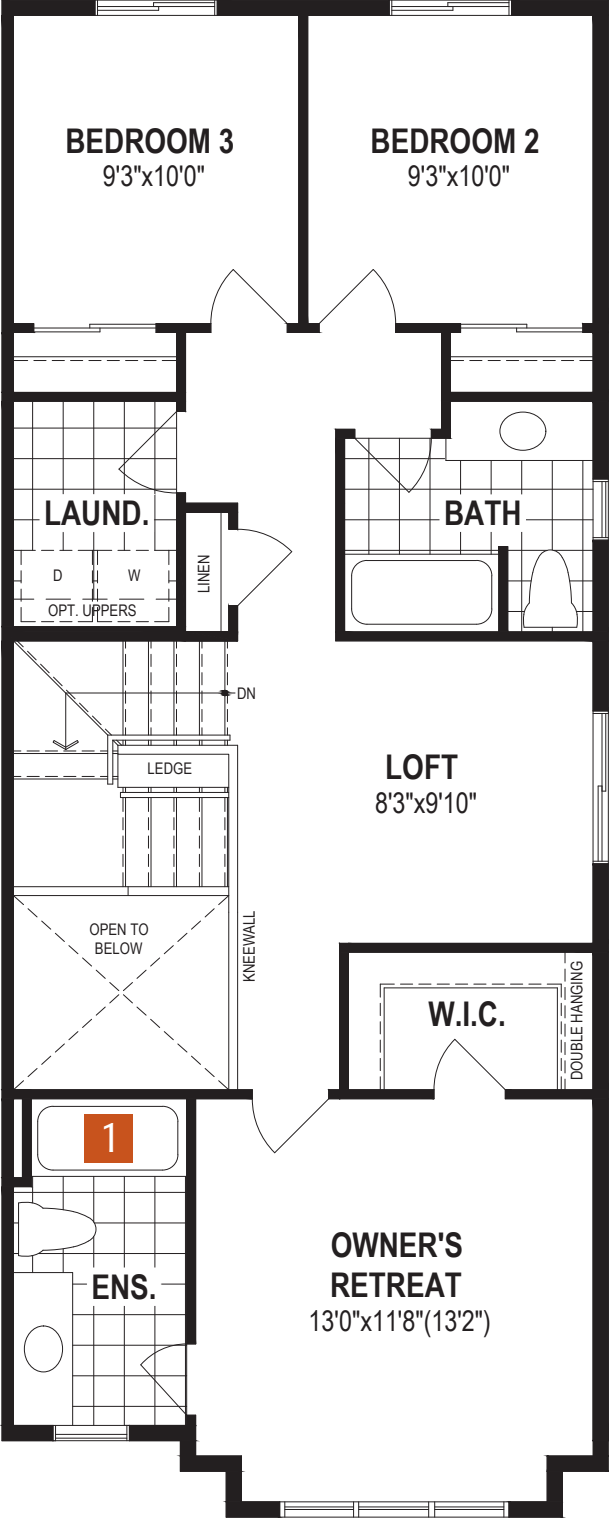 BEDROOM 3
9'3"x10'0"
BEDROOM 2
9'3"x10'0"
LAUND.
D
W
OPT. UPPERS
LINEN
BATH
DN
LEDGE
LOFT
8'3"x9'10"
OPEN TO
BELOW
KNEEWALL
W.I.C.
DOUBLE HANGING
1
ENS.
OWNER'S
RETREAT
13'0"x11'8"(13'2")